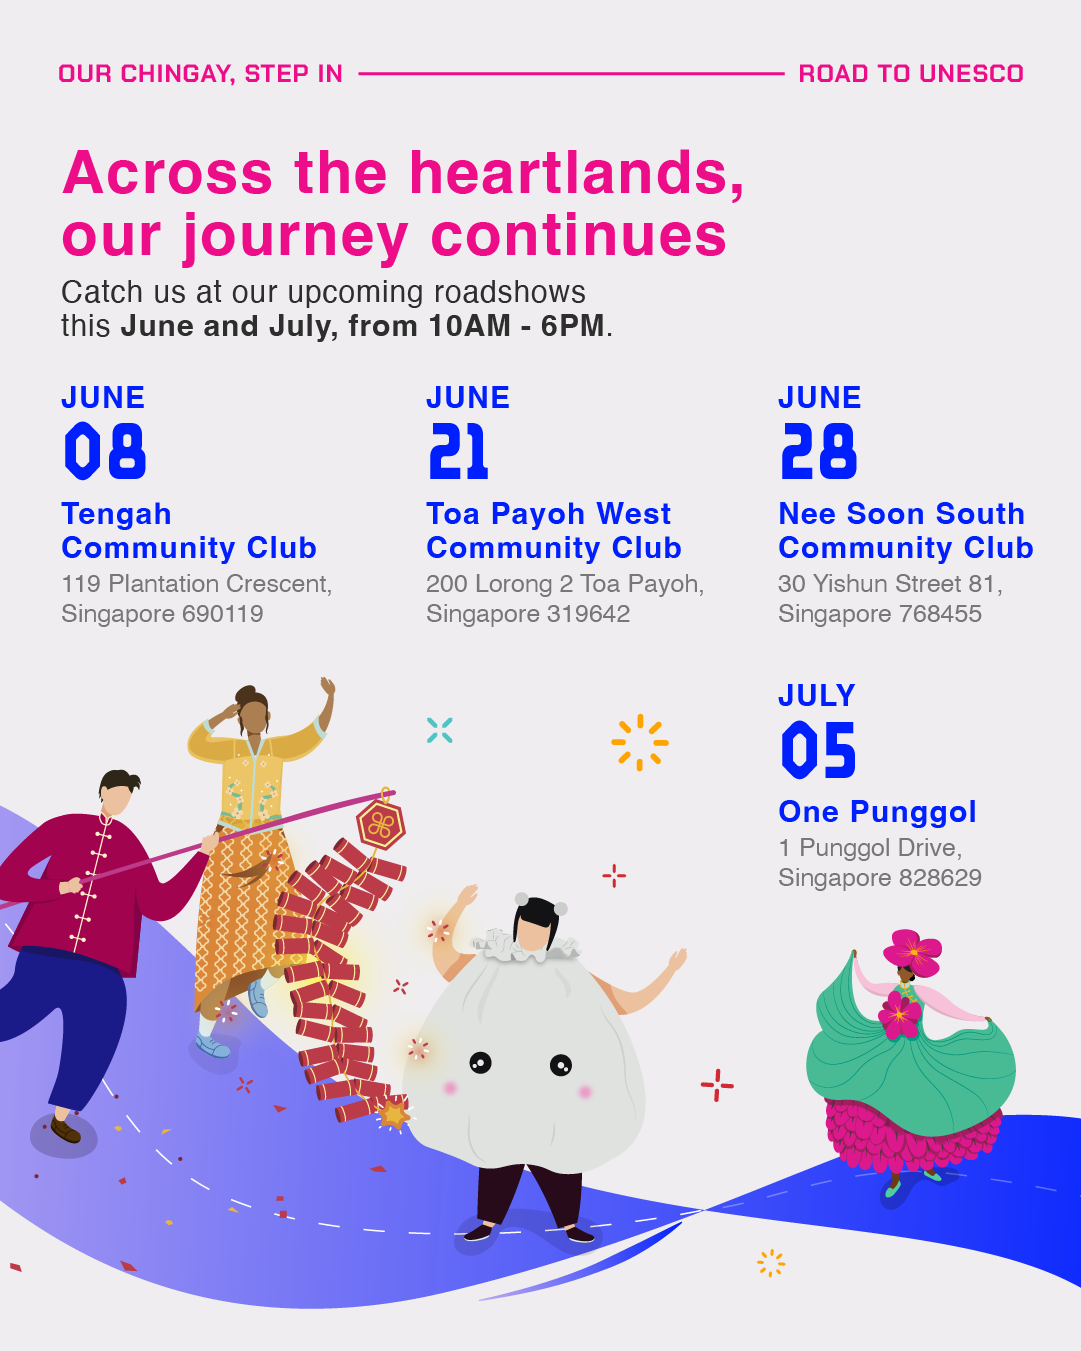 OUR CHINGAY, STEP IN
ROAD TO UNESCO
Across the heartlands,
our journey continues
Catch us at our upcoming roadshows
this June and July, from 10AM - 6PM.
JUNE
08
Tengah
Community Club
119 Plantation Crescent,
Singapore 690119
JUNE
21
Toa Payoh West
Community Club
200 Lorong 2 Toa Payoh,
Singapore 319642
JUNE
28
Nee Soon South
Community Club
30 Yishun Street 81,
Singapore 768455
JULY
05
One Punggol
1 Punggol Drive,
Singapore 828629